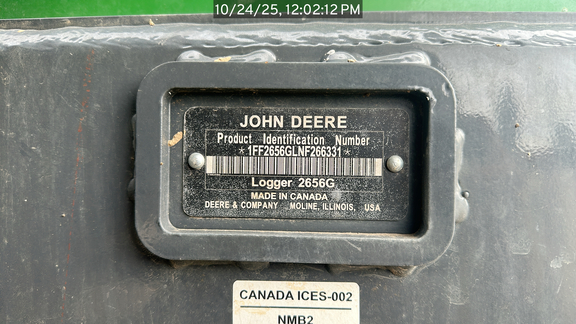 10/24/25, 12:02:12 PM
JOHN DEERE
Product Identification Number
*1FF2656GLNF266331*
Logger 2656G
MADE IN CANADA
DEERE & COMPANY MOLINE, ILLINOIS, USA
CANADA ICES-002
NMB2